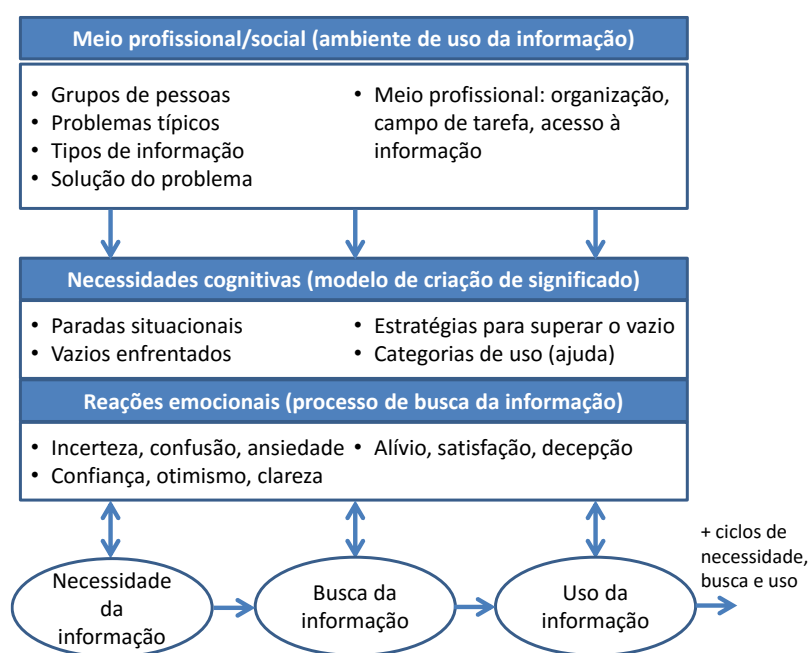 Meio profissional/social (ambiente de uso da informação)
• Grupos de pessoas
• Problemas típicos
• Tipos de informação
• Solução do problema
• Meio profissional: organização,
campo de tarefa, acesso à
informação
Necessidades cognitivas (modelo de criação de significado)
• Paradas situacionais
• Vazios enfrentados
• Estratégias para superar o vazio
• Categorias de uso (ajuda)
Reações emocionais (processo de busca da informação)
• Incerteza, confusão, ansiedade
• Confiança, otimismo, clareza
• Alívio, satisfação, decepção
Necessidade
da
informação
Busca da
informação
Uso da
informação
+ ciclos de
necessidade,
busca e uso